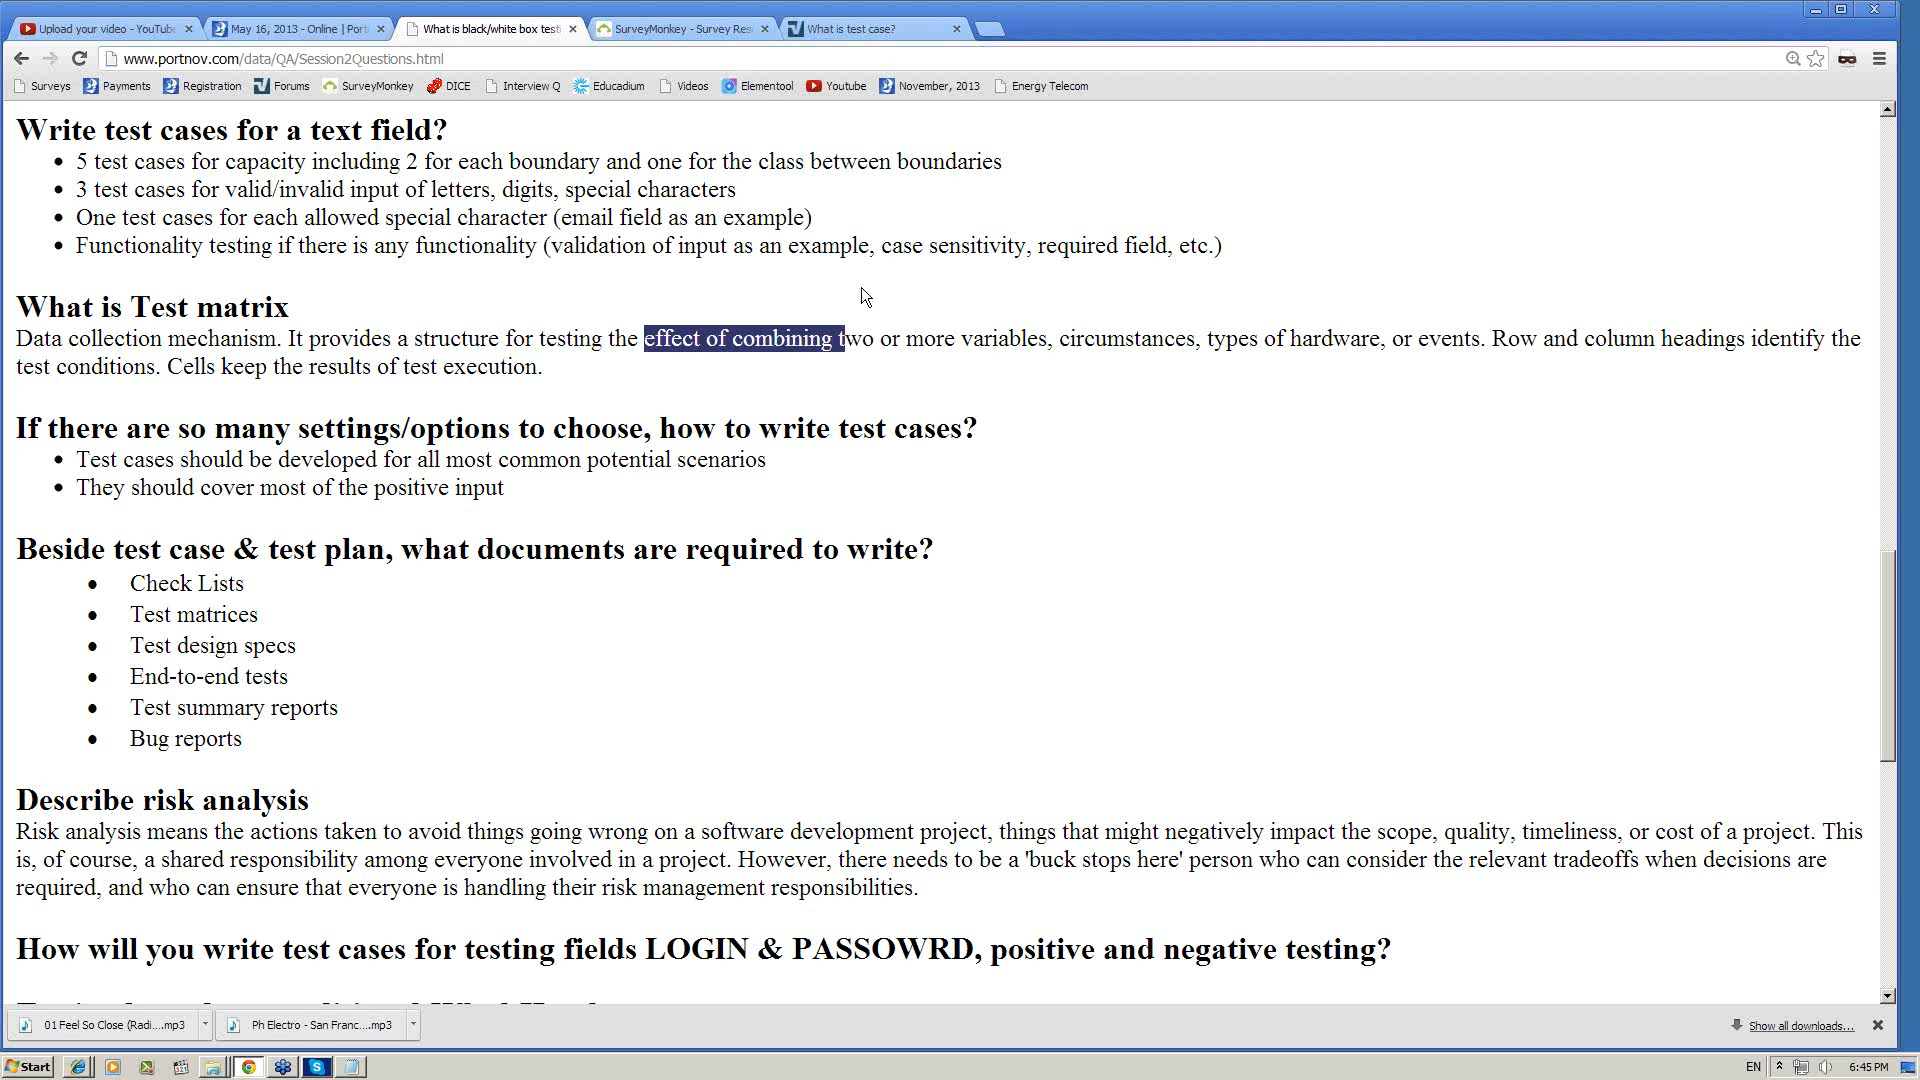 Upload your video - YouTube
May 16, 2013 - Online | Port
What is black/white box testi
SurveyMonkey - Survey Res
What is test case?
www.portnov.com/data/QA/Session2Questions.html
Surveys Payments Registration Forums SurveyMonkey DICE Interview Q Educadium Videos Elementool Youtube November, 2013 Energy Telecom
Write test cases for a text field?
• 5 test cases for capacity including 2 for each boundary and one for the class between boundaries
• 3 test cases for valid/invalid input of letters, digits, special characters
• One test cases for each allowed special character (email field as an example)
• Functionality testing if there is any functionality (validation of input as an example, case sensitivity, required field, etc.)
What is Test matrix
Data collection mechanism. It provides a structure for testing the effect of combining two or more variables, circumstances, types of hardware, or events. Row and column headings identify the
test conditions. Cells keep the results of test execution.
If there are so many settings/options to choose, how to write test cases?
• Test cases should be developed for all most common potential scenarios
• They should cover most of the positive input
Beside test case & test plan, what documents are required to write?
• Check Lists
• Test matrices
• Test design specs
• End-to-end tests
• Test summary reports
• Bug reports
Describe risk analysis
Risk analysis means the actions taken to avoid things going wrong on a software development project, things that might negatively impact the scope, quality, timeliness, or cost of a project. This
is, of course, a shared responsibility among everyone involved in a project. However, there needs to be a 'buck stops here' person who can consider the relevant tradeoffs when decisions are
required, and who can ensure that everyone is handling their risk management responsibilities.
How will you write test cases for testing fields LOGIN & PASSOWRD, positive and negative testing?
01 Feel So Close (Radi....mp3
Ph Electro - San Franc....mp3
Show all downloads...
Start
EN
6:45 PM